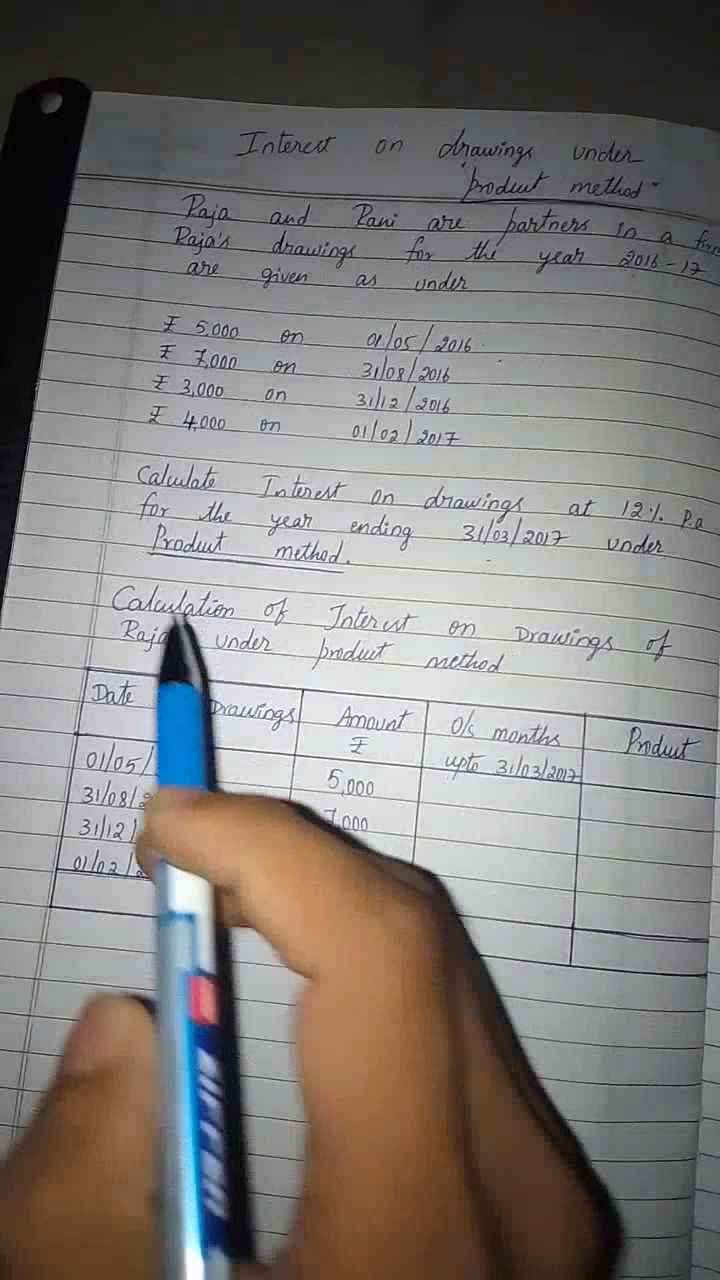 Interest on drawings under
"product method"
Raja and Rani are partners in a firm
Raja's drawings for the year 2016-17
are given as under
₹ 5,000 on 01/05/2016
₹ 7,000 on 31/08/2016
₹ 3,000 on 31/12/2016
₹ 4,000 on 01/02/2017
Calculate Interest on drawings at 12% P.a
for the year ending 31/03/2017 under
Product method.
Calculation of Interest on Drawings of
Raja under product method
Date Drawings Amount ₹ O/s months upto 31/03/2017 Product
01/05/ 5,000
31/08/2 7,000
31/12/
01/02/2